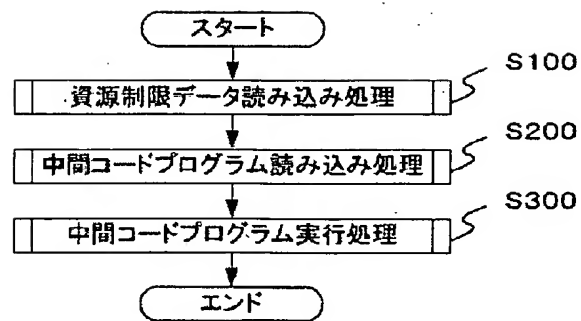 スタート
資源制限データ読み込み処理
S100
中間コードプログラム読み込み処理
S200
中間コードプログラム実行処理
S300
エンド